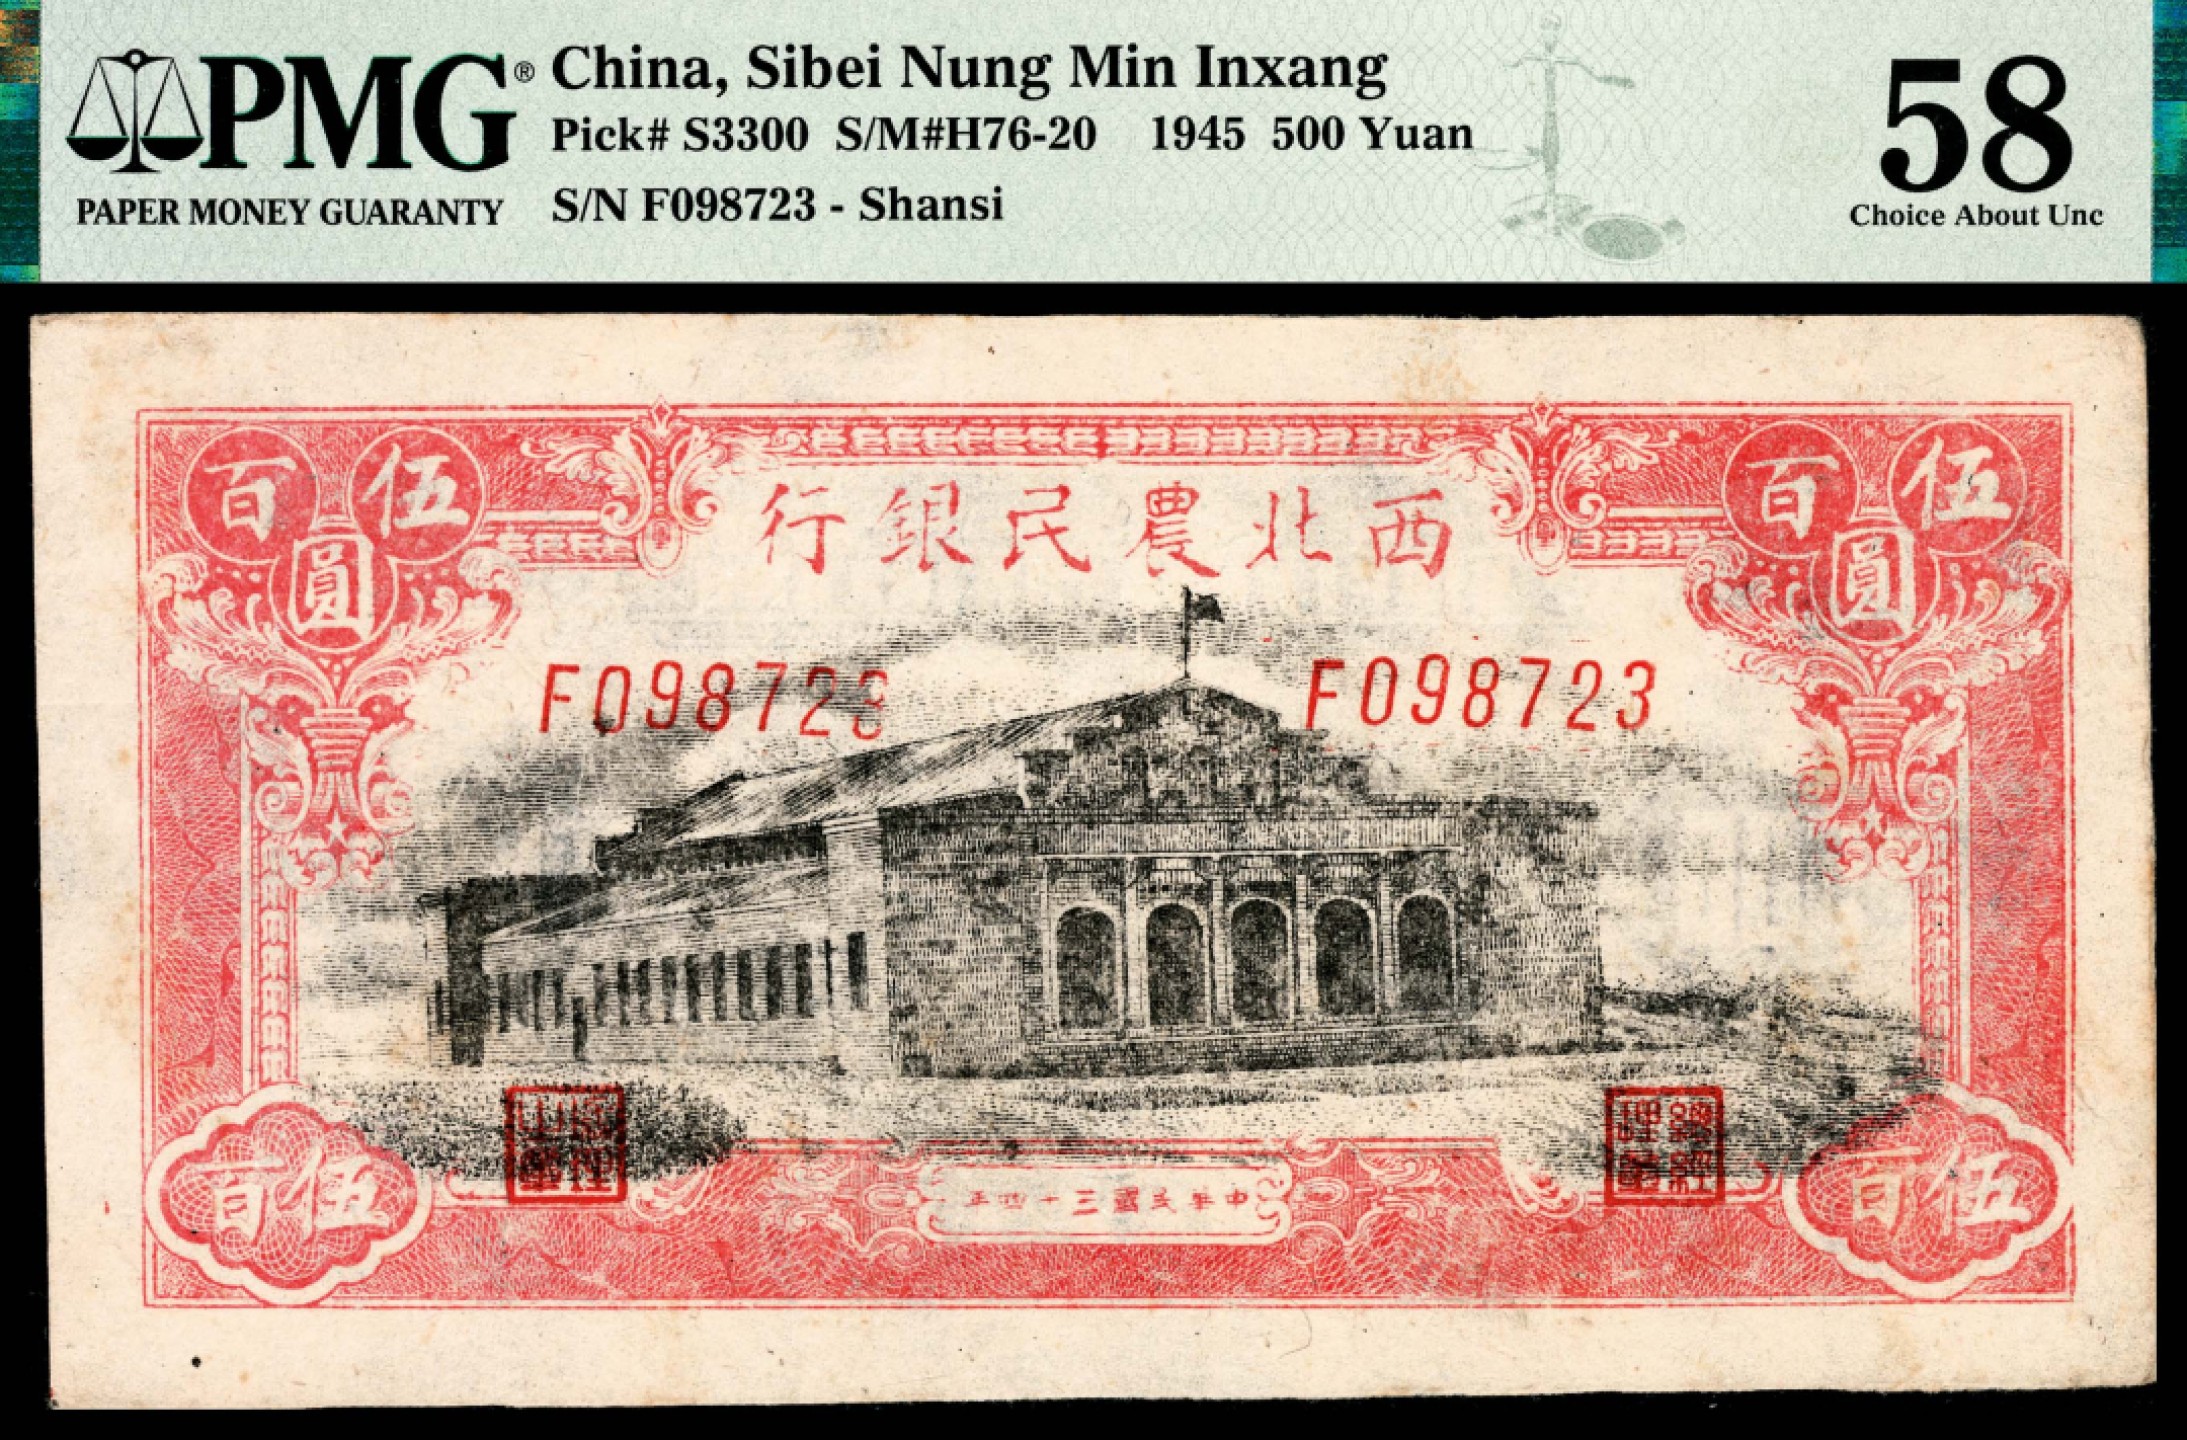 PMG®
PAPER MONEY GUARANTY
China, Sibei Nung Min Inxang
Pick# S3300 S/M#H76-20 1945 500 Yuan
S/N F098723 - Shansi
58
Choice About Unc
伍百圓
伍百圓
西北農民銀行
F098723
F098723
中華民國三十四年
伍百
伍百